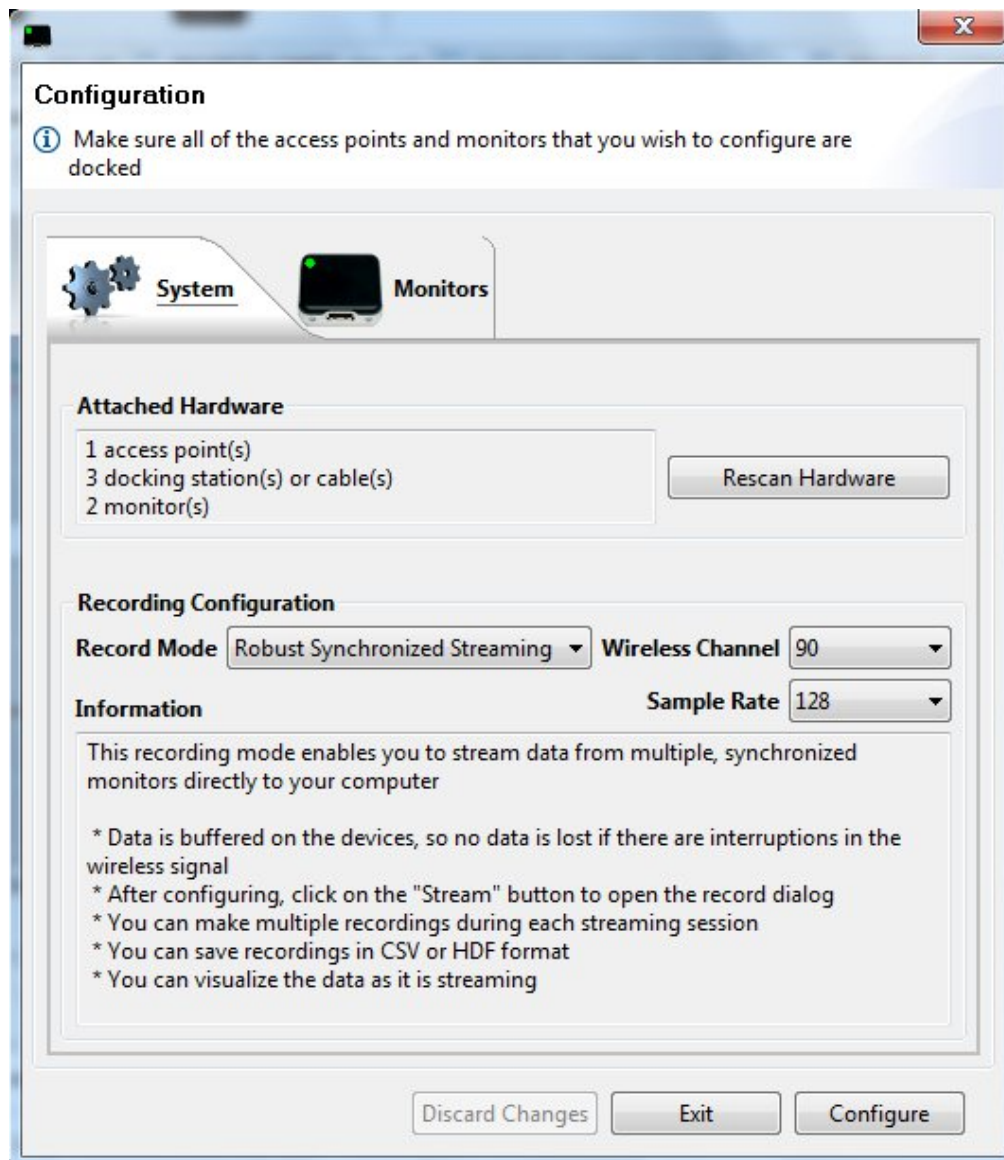 Configuration
Make sure all of the access points and monitors that you wish to configure are
docked
System
Monitors
Attached Hardware
1 access point(s)
3 docking station(s) or cable(s)
2 monitor(s)
Rescan Hardware
Recording Configuration
Record Mode Robust Synchronized Streaming Wireless Channel 90
Sample Rate 128
Information
This recording mode enables you to stream data from multiple, synchronized
monitors directly to your computer
* Data is buffered on the devices, so no data is lost if there are interruptions in the
wireless signal
* After configuring, click on the "Stream" button to open the record dialog
* You can make multiple recordings during each streaming session
* You can save recordings in CSV or HDF format
* You can visualize the data as it is streaming
Discard Changes Exit Configure